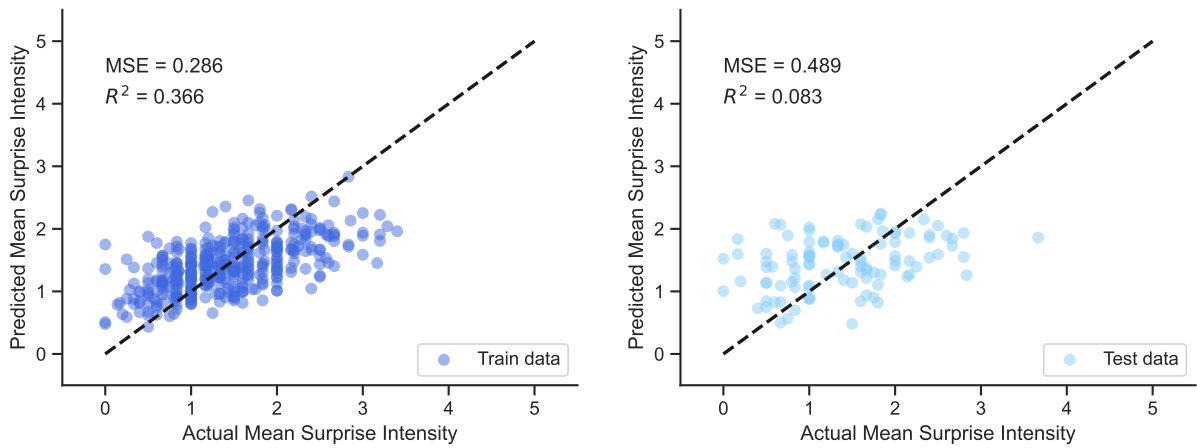 MSE = 0.286
R² = 0.366
Predicted Mean Surprise Intensity
5
4
3
2
1
0
Train data
0 1 2 3 4 5
Actual Mean Surprise Intensity
MSE = 0.489
R² = 0.083
Predicted Mean Surprise Intensity
5
4
3
2
1
0
Test data
0 1 2 3 4 5
Actual Mean Surprise Intensity